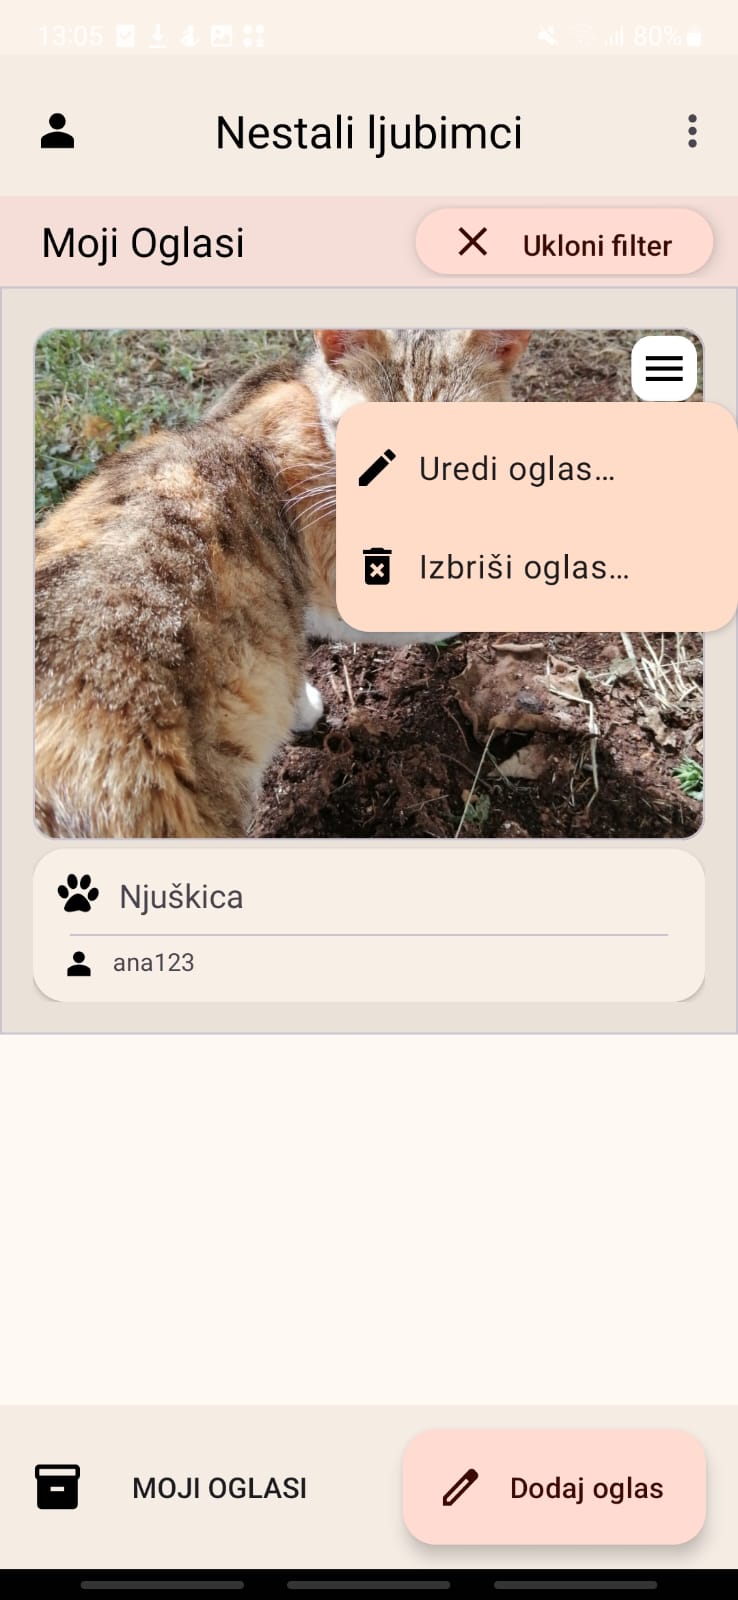 13:05
80%
Nestali ljubimci
Moji Oglasi
Ukloni filter
Uredi oglas...
Izbriši oglas...
Njuškica
ana123
MOJI OGLASI
Dodaj oglas